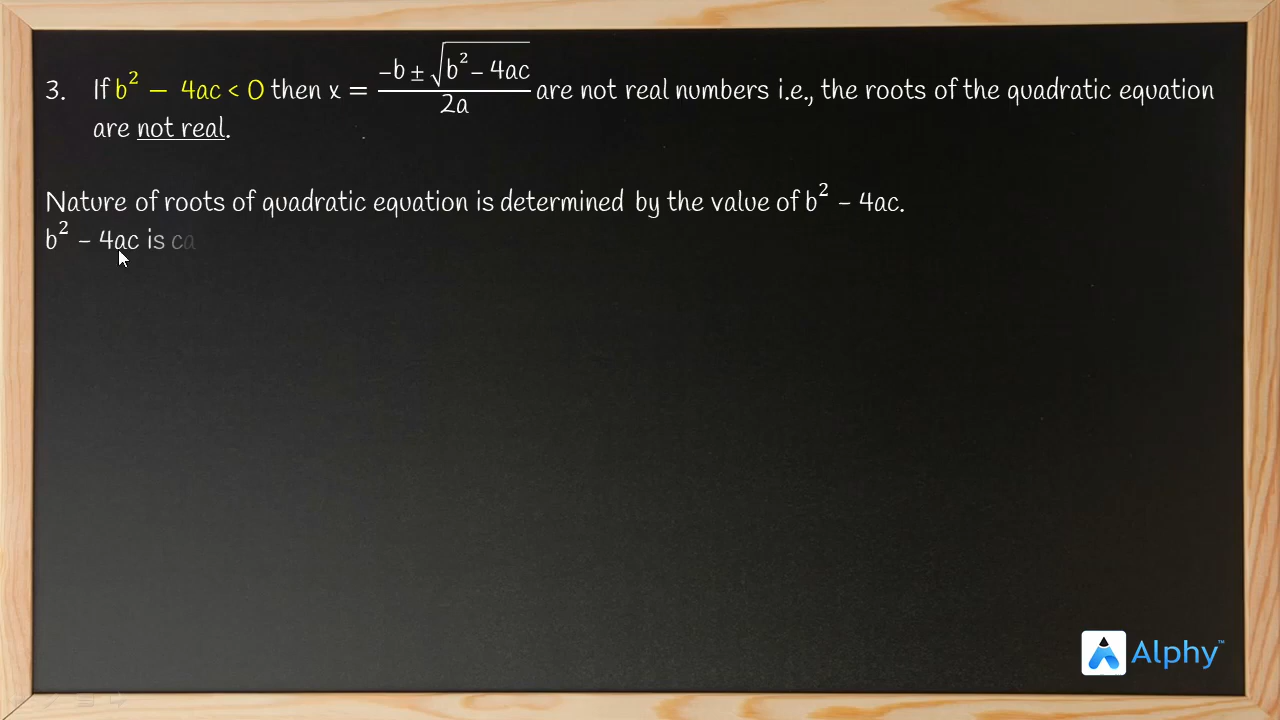 3. If b² – 4ac < 0 then x = (–b ± √(b² – 4ac))/2a are not real numbers i.e., the roots of the quadratic equation
are not real.
Nature of roots of quadratic equation is determined by the value of b² – 4ac.
b² – 4ac is ca
Alphy™